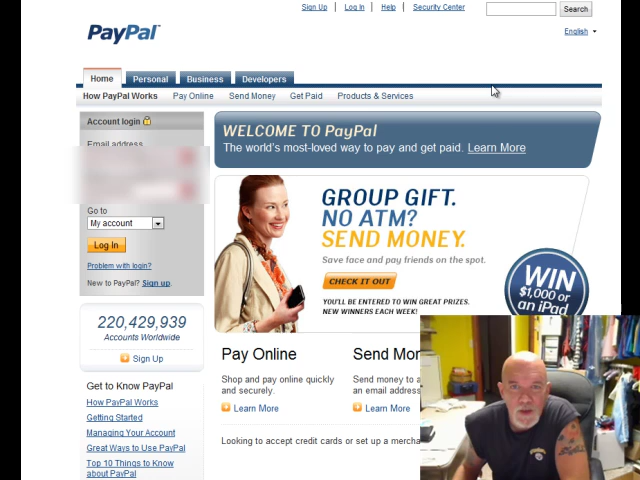 Sign Up | Log In | Help | Security Center
Search
PayPal
English
Home Personal Business Developers
How PayPal Works Pay Online Send Money Get Paid Products & Services
Account login
Email address
WELCOME TO PayPal
The world's most-loved way to pay and get paid. Learn More
Go to
My account
Log In
Problem with login?
New to PayPal? Sign up.
GROUP GIFT.
NO ATM?
SEND MONEY.
Save face and pay friends on the spot.
CHECK IT OUT
YOU'LL BE ENTERED TO WIN GREAT PRIZES.
NEW WINNERS EACH WEEK!
WIN
$1,000 or
an iPad
220,429,939
Accounts Worldwide
Sign Up
Get to Know PayPal
How PayPal Works
Getting Started
Managing Your Account
Great Ways to Use PayPal
Top 10 Things to Know
about PayPal
Pay Online
Shop and pay online quickly
and securely.
Learn More
Send Mon
Send money to a
an email address
Learn More
Looking to accept credit cards or set up a mercha